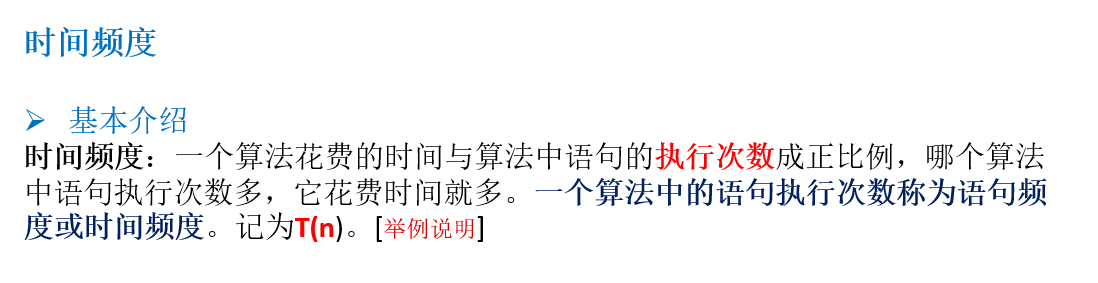 时间频度
➢ 基本介绍
时间频度：一个算法花费的时间与算法中语句的执行次数成正比例，哪个算法
中语句执行次数多，它花费时间就多。一个算法中的语句执行次数称为语句频
度或时间频度。记为T(n)。[举例说明]